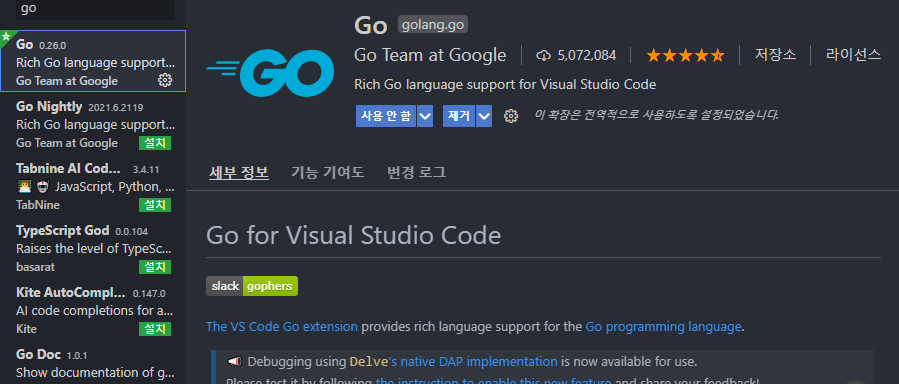 go
Go 0.26.0
Rich Go language support...
Go Team at Google
Go Nightly 2021.6.2119
Rich Go language support...
Go Team at Google 설치
Tabnine AI Cod... 3.4.11
JavaScript, Python, ...
TabNine 설치
TypeScript God 0.0.104
Raises the level of TypeSc...
basarat 설치
Kite AutoCompl... 0.147.0
AI code completions for a...
Kite 설치
Go Doc 1.0.1
Show documentation of g...
GO
Go golang.go
Go Team at Google 5,072,084 저장소 라이선스
Rich Go language support for Visual Studio Code
사용 안 함 제거 이 확장은 전역적으로 사용하도록 설정되었습니다.
세부 정보 기능 기여도 변경 로그
Go for Visual Studio Code
slack gophers
The VS Code Go extension provides rich language support for the Go programming language.
Debugging using Delve's native DAP implementation is now available for use.
Please test it by following the instruction to enable this new feature and share your feedback!